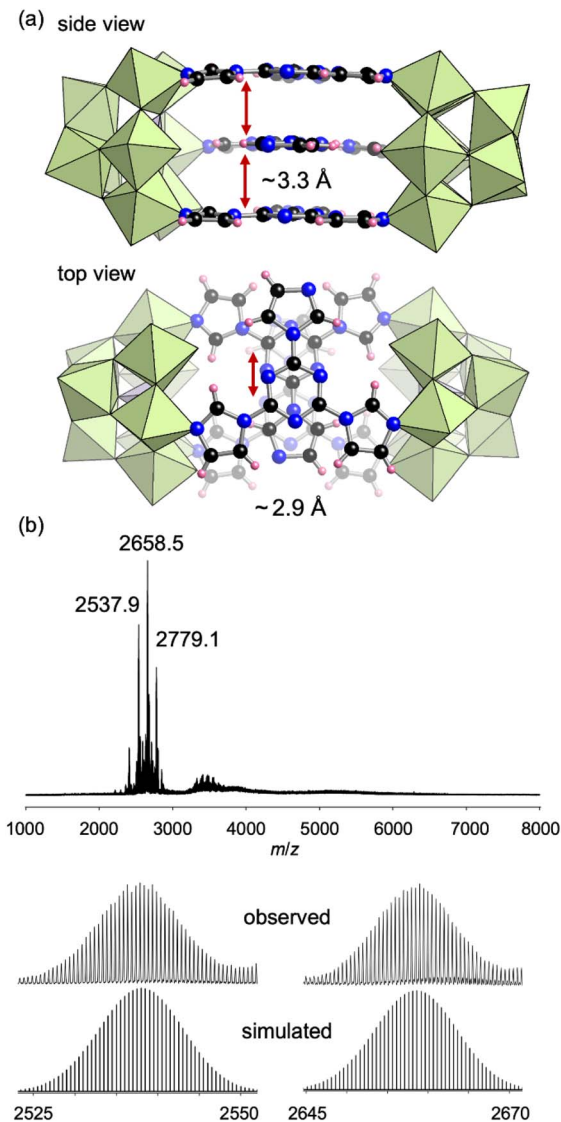 (a)
side view
~3.3 Å
top view
~2.9 Å
(b)
2658.5
2537.9
2779.1
1000 2000 3000 4000 5000 6000 7000 8000
m/z
observed
simulated
2525 2550 2645 2670